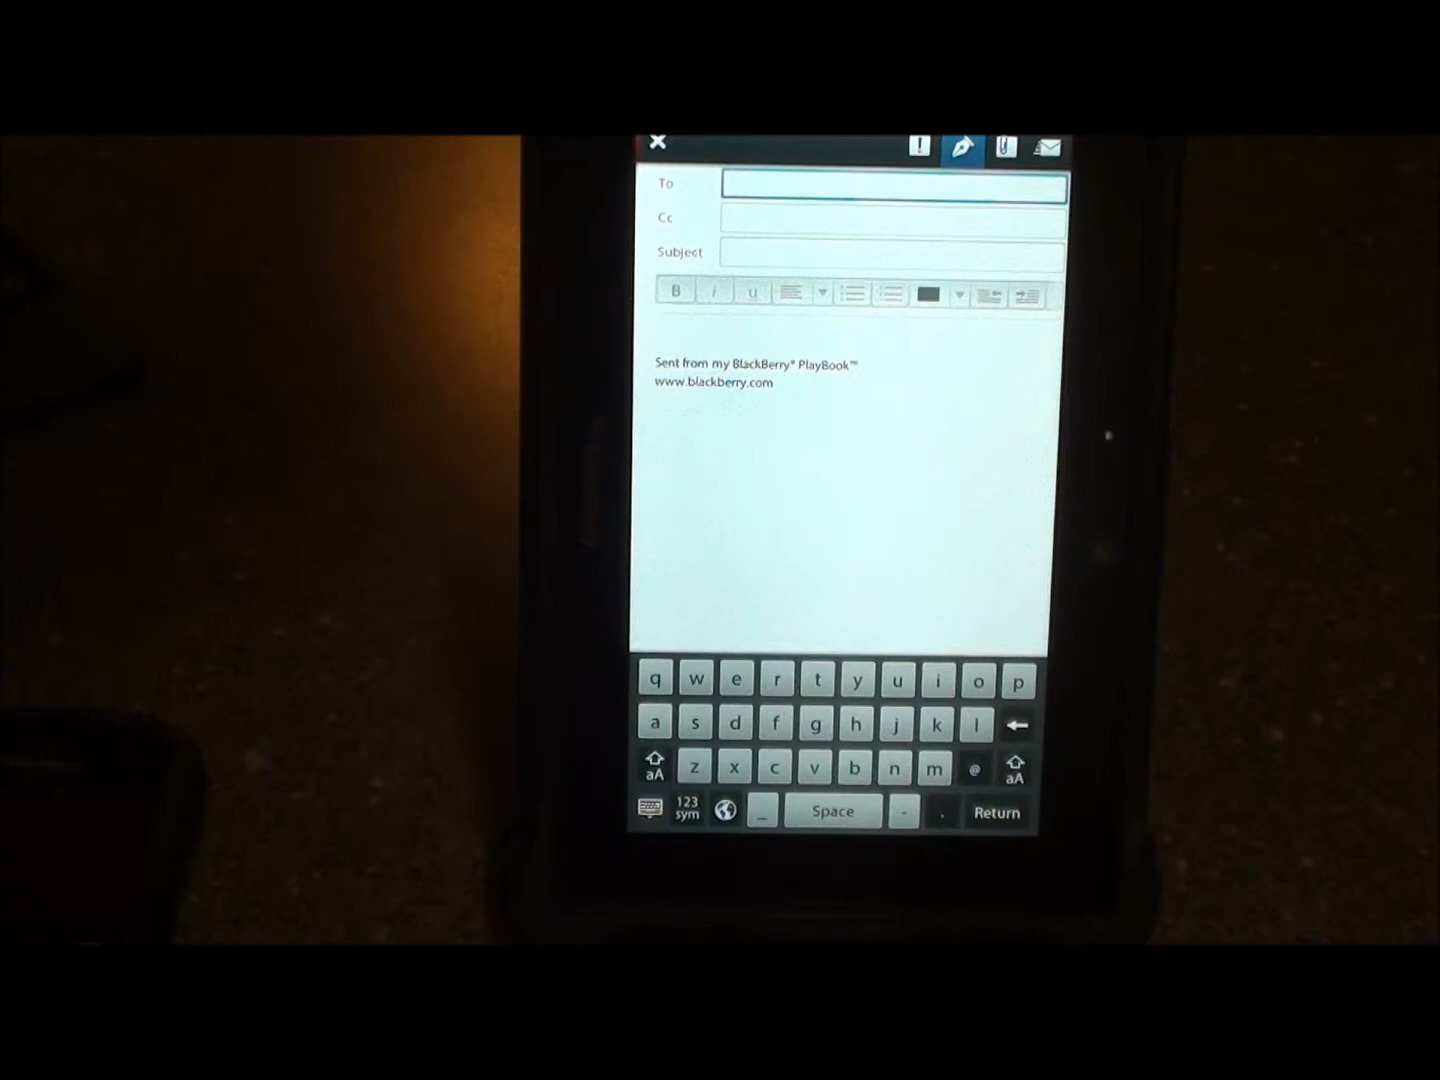 To
Cc
Subject
B i u
Sent from my BlackBerry® PlayBook™
www.blackberry.com
q w e r t y u i o p
a s d f g h j k l
aA z x c v b n m @ aA
123 sym _ Space - . Return